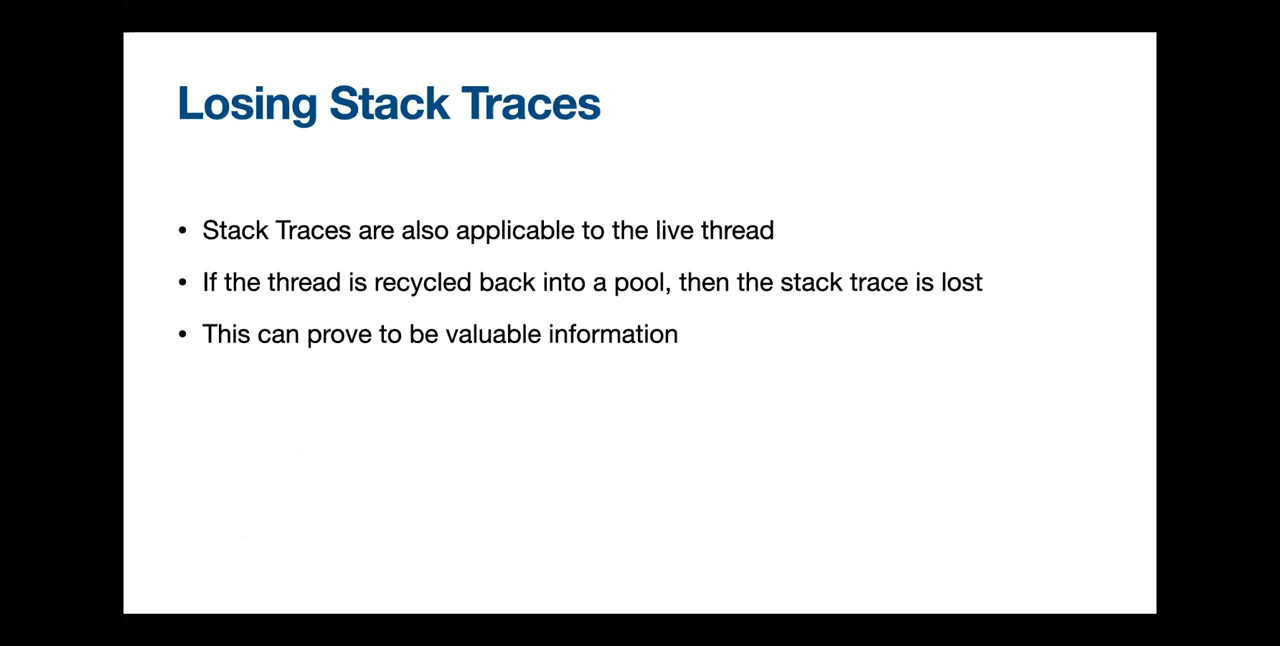 Losing Stack Traces
• Stack Traces are also applicable to the live thread
• If the thread is recycled back into a pool, then the stack trace is lost
• This can prove to be valuable information